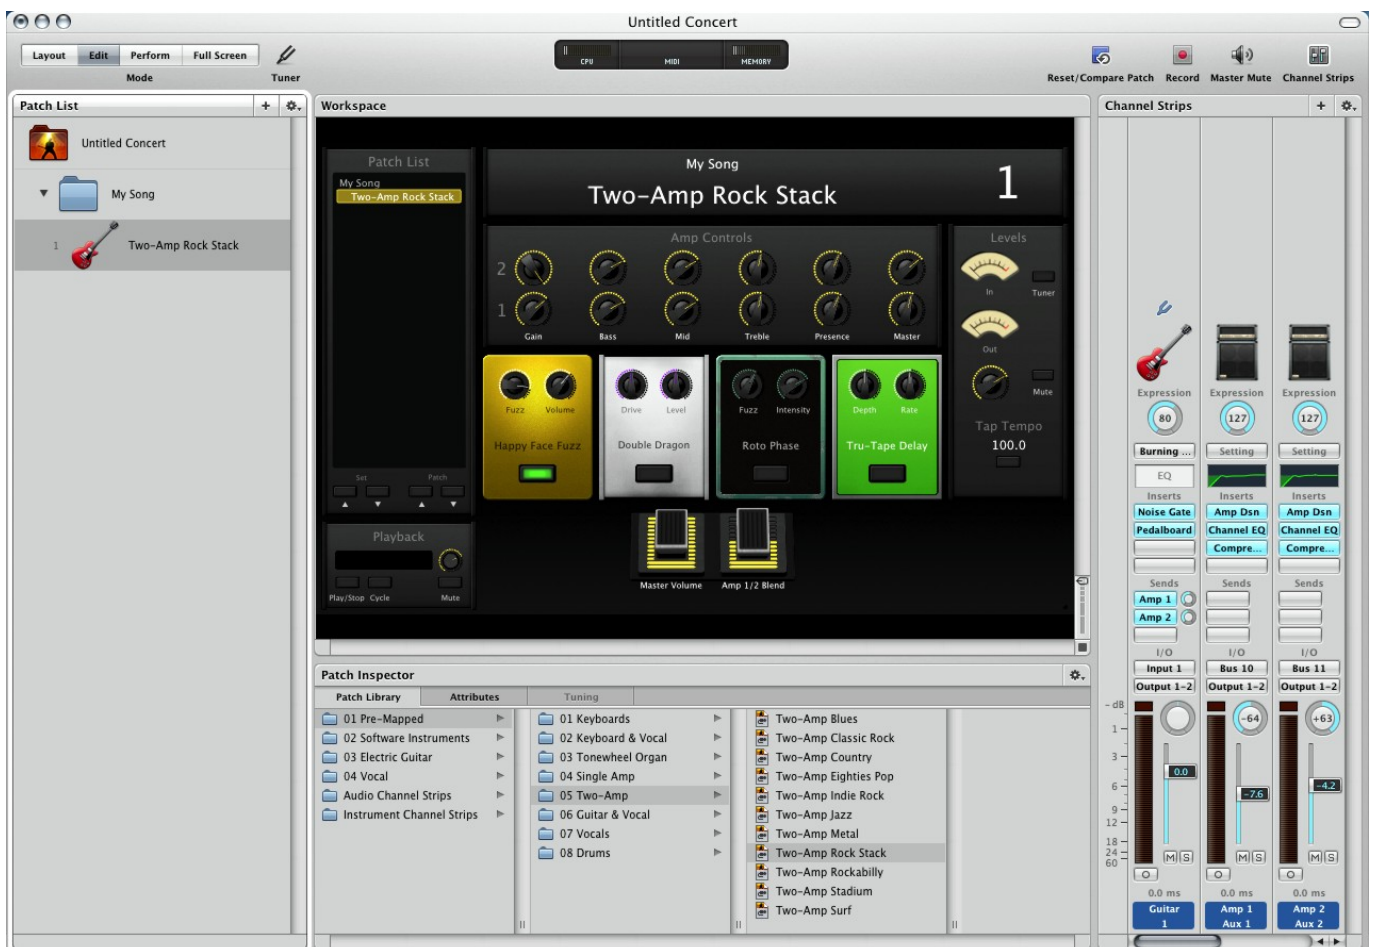 Untitled Concert
Layout Edit Perform Full Screen
Mode
Tuner
CPU MIDI MEMORY
Reset/Compare Patch Record Master Mute Channel Strips
Patch List +
Untitled Concert
My Song
1 Two-Amp Rock Stack
Workspace
Patch List
My Song
Two-Amp Rock Stack
Set Patch
Playback
Play/Stop Cycle Mute
My Song
Two-Amp Rock Stack 1
Amp Controls
2
1
Gain Bass Mid Treble Presence Master
Levels
In Tuner
Out
Mute
Tap Tempo
100.0
Fuzz Volume
Happy Face Fuzz
Drive Level
Double Dragon
Fuzz Intensity
Roto Phase
Depth Rate
Tru-Tape Delay
Master Volume Amp 1/2 Blend
Patch Inspector
Patch Library Attributes Tuning
01 Pre-Mapped
02 Software Instruments
03 Electric Guitar
04 Vocal
Audio Channel Strips
Instrument Channel Strips
01 Keyboards
02 Keyboard & Vocal
03 Tonewheel Organ
04 Single Amp
05 Two-Amp
06 Guitar & Vocal
07 Vocals
08 Drums
Two-Amp Blues
Two-Amp Classic Rock
Two-Amp Country
Two-Amp Eighties Pop
Two-Amp Indie Rock
Two-Amp Jazz
Two-Amp Metal
Two-Amp Rock Stack
Two-Amp Rockabilly
Two-Amp Stadium
Two-Amp Surf
Channel Strips +
Expression Expression Expression
80 127 127
Burning ... Setting Setting
EQ
Inserts Inserts Inserts
Noise Gate Amp Dsn Amp Dsn
Pedalboard Channel EQ Channel EQ
Compre... Compre...
Sends Sends Sends
Amp 1
Amp 2
I/O I/O I/O
Input 1 Bus 10 Bus 11
Output 1-2 Output 1-2 Output 1-2
- dB
-64 +63
1
3
0.0
6
-7.6 -4.2
9
12
18
24
60
M S M S M S
O O O
0.0 ms 0.0 ms 0.0 ms
Guitar Amp 1 Amp 2
1 Aux 1 Aux 2